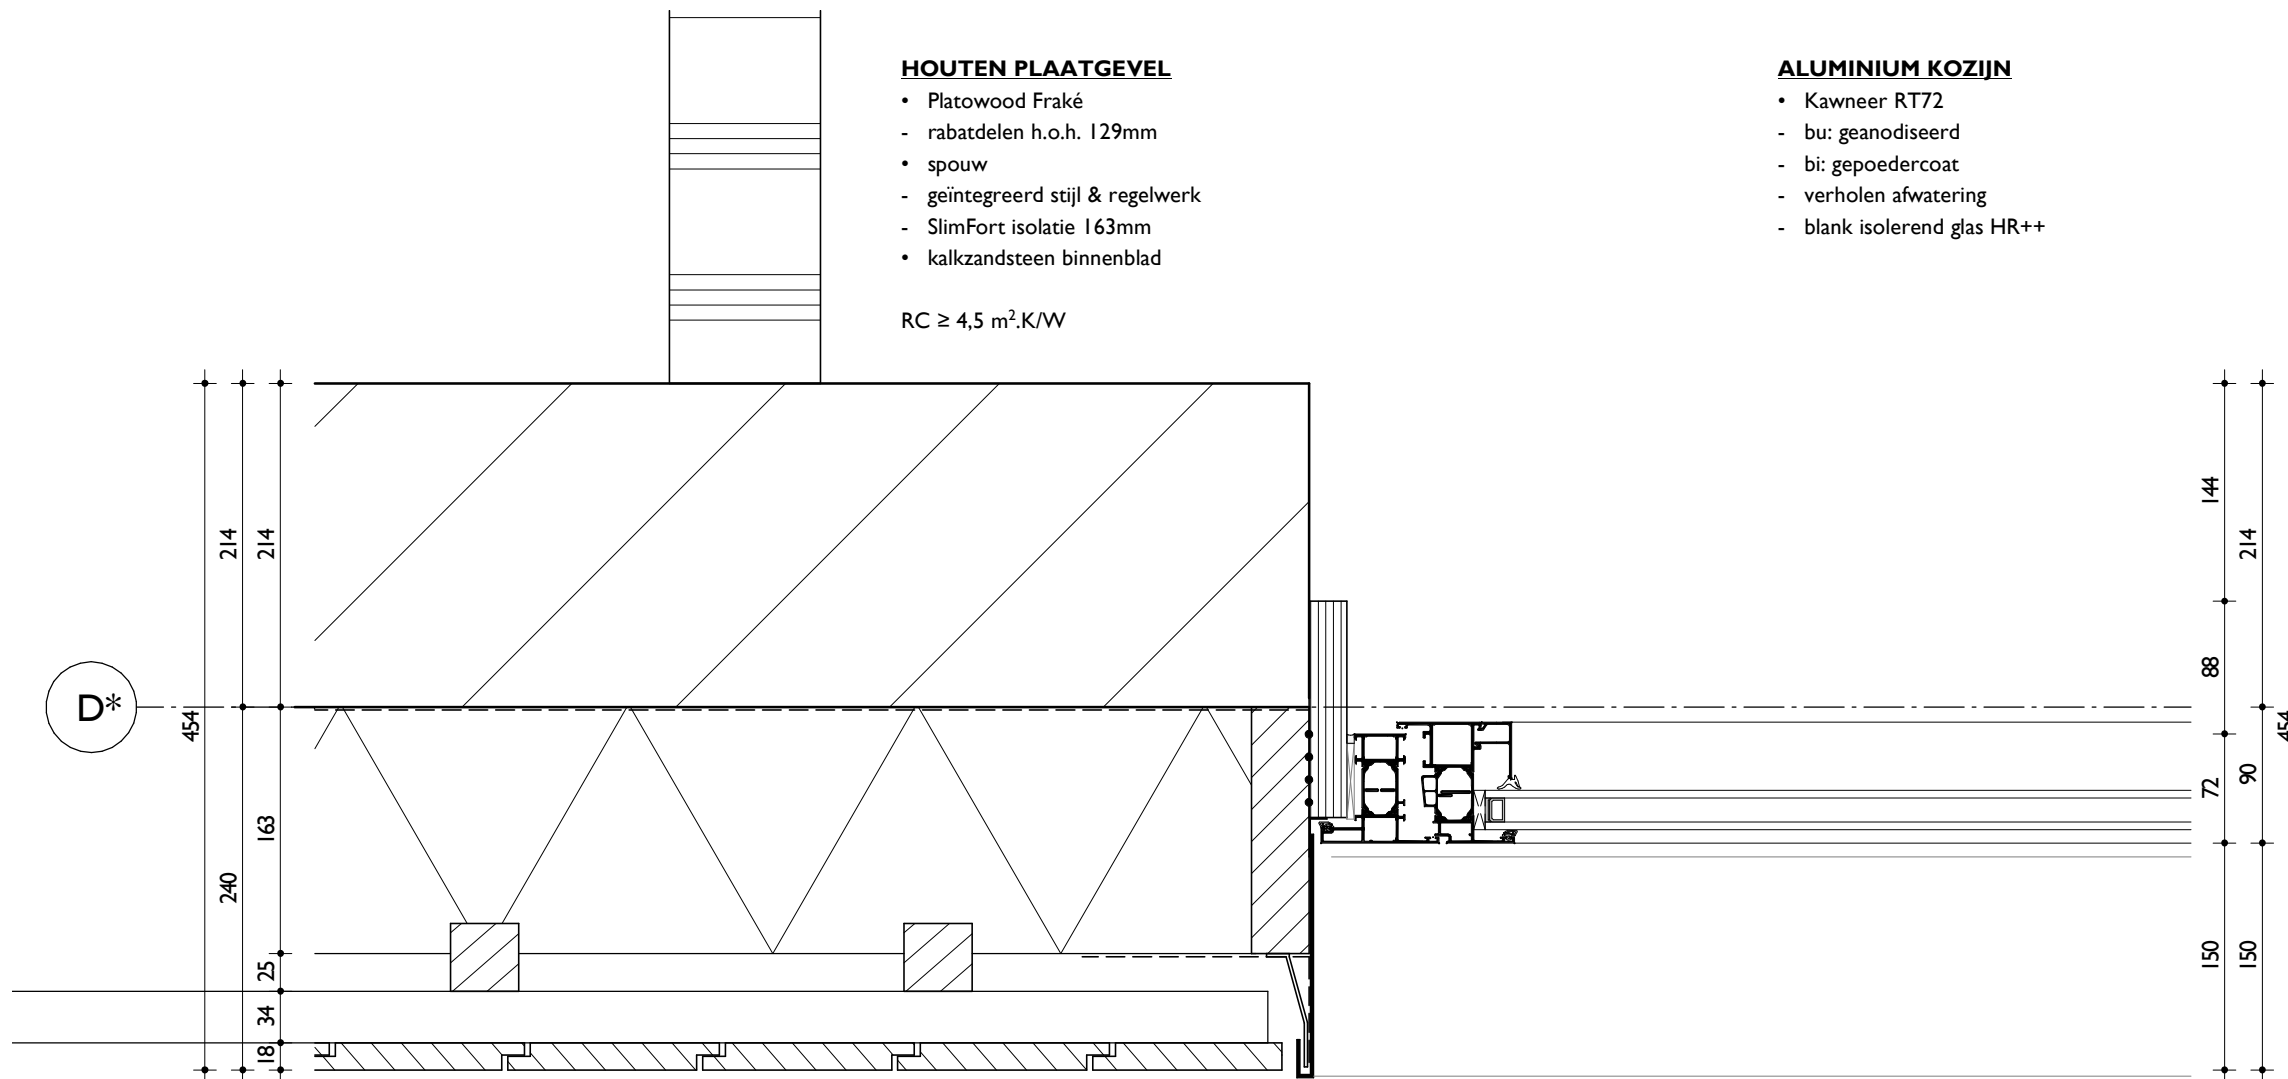 HOUTEN PLAATGEVEL
• Platowood Fraké
- rabatdelen h.o.h. 129mm
• spouw
- geïntegreerd stijl & regelwerk
- SlimFort isolatie 163mm
• kalkzandsteen binnenblad
RC ≥ 4,5 m².K/W
ALUMINIUM KOZIJN
• Kawneer RT72
- bu: geanodiseerd
- bi: gepoedercoat
- verholen afwatering
- blank isolerend glas HR++
D*
454
214
240
214
163
25
34
18
144
88
72
150
214
90
150
454